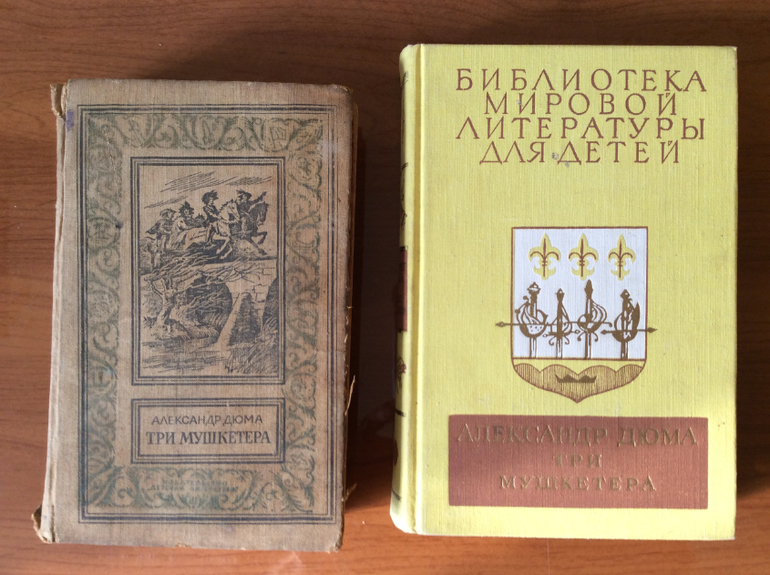 АЛЕКСАНДР ДЮМА
ТРИ МУШКЕТЕРА
БИБЛИОТЕКА
МИРОВОЙ
ЛИТЕРАТУРЫ
ДЛЯ ДЕТЕЙ
АЛЕКСАНДР ДЮМА
ТРИ
МУШКЕТЕРА